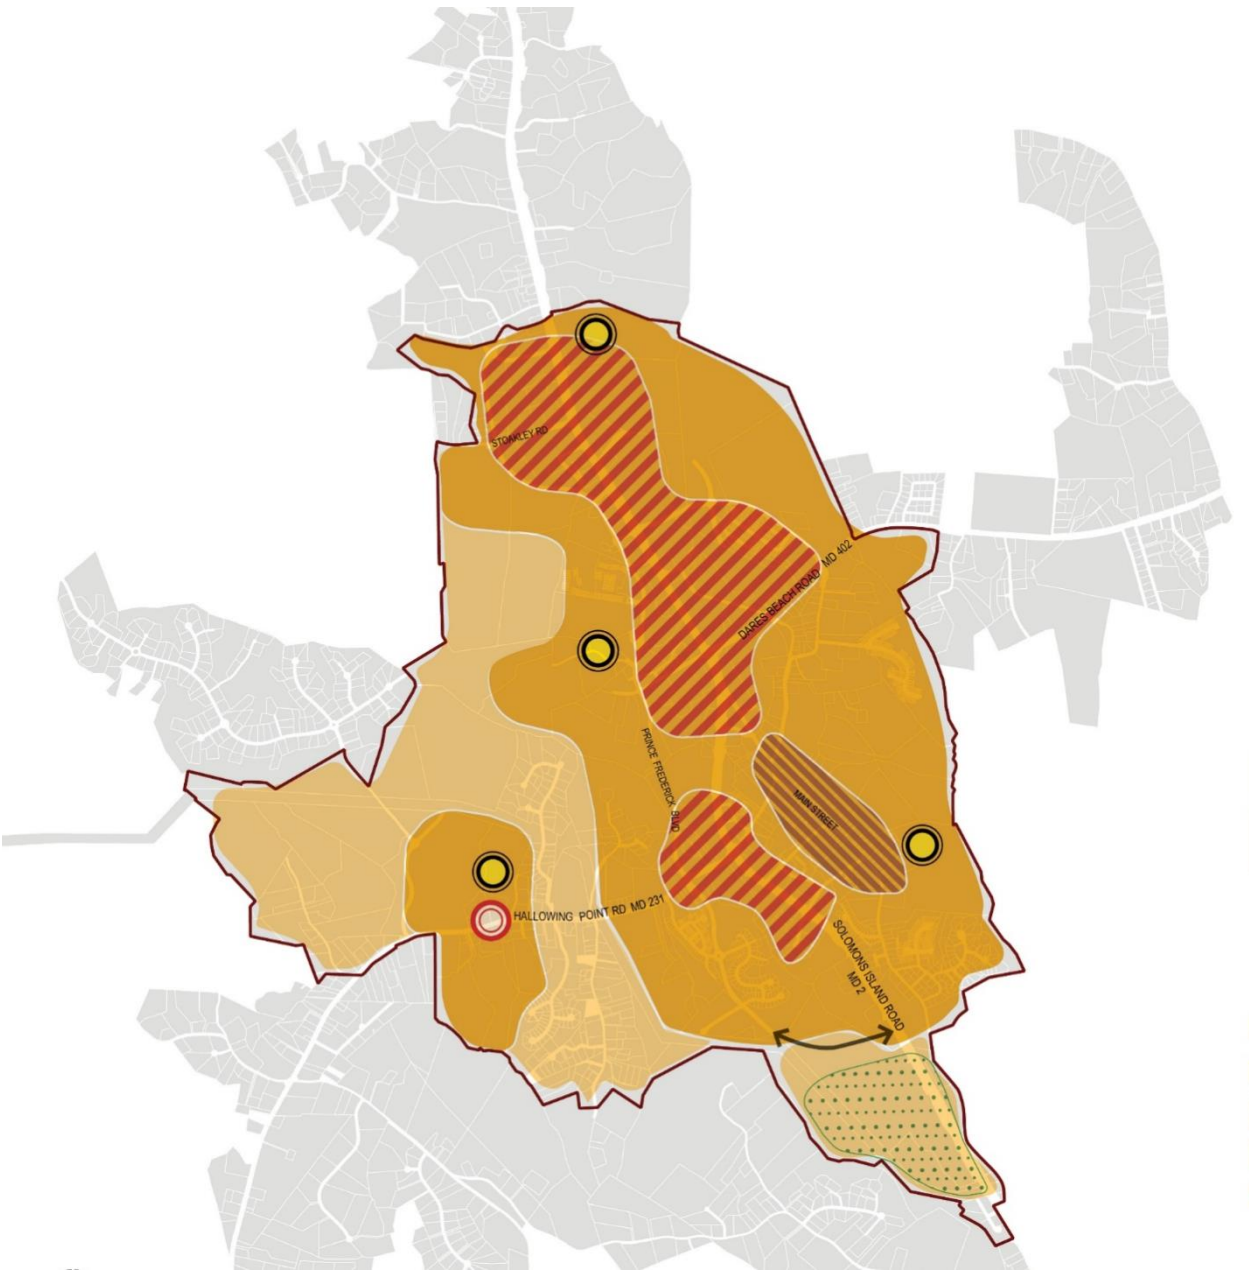 STOAKLEY RD
DARES BEACH ROAD MD 402
PRINCE FREDERICK BLVD
MAIN STREET
HALLOWING POINT RD MD 231
SOLOMONS ISLAND ROAD
MD 2